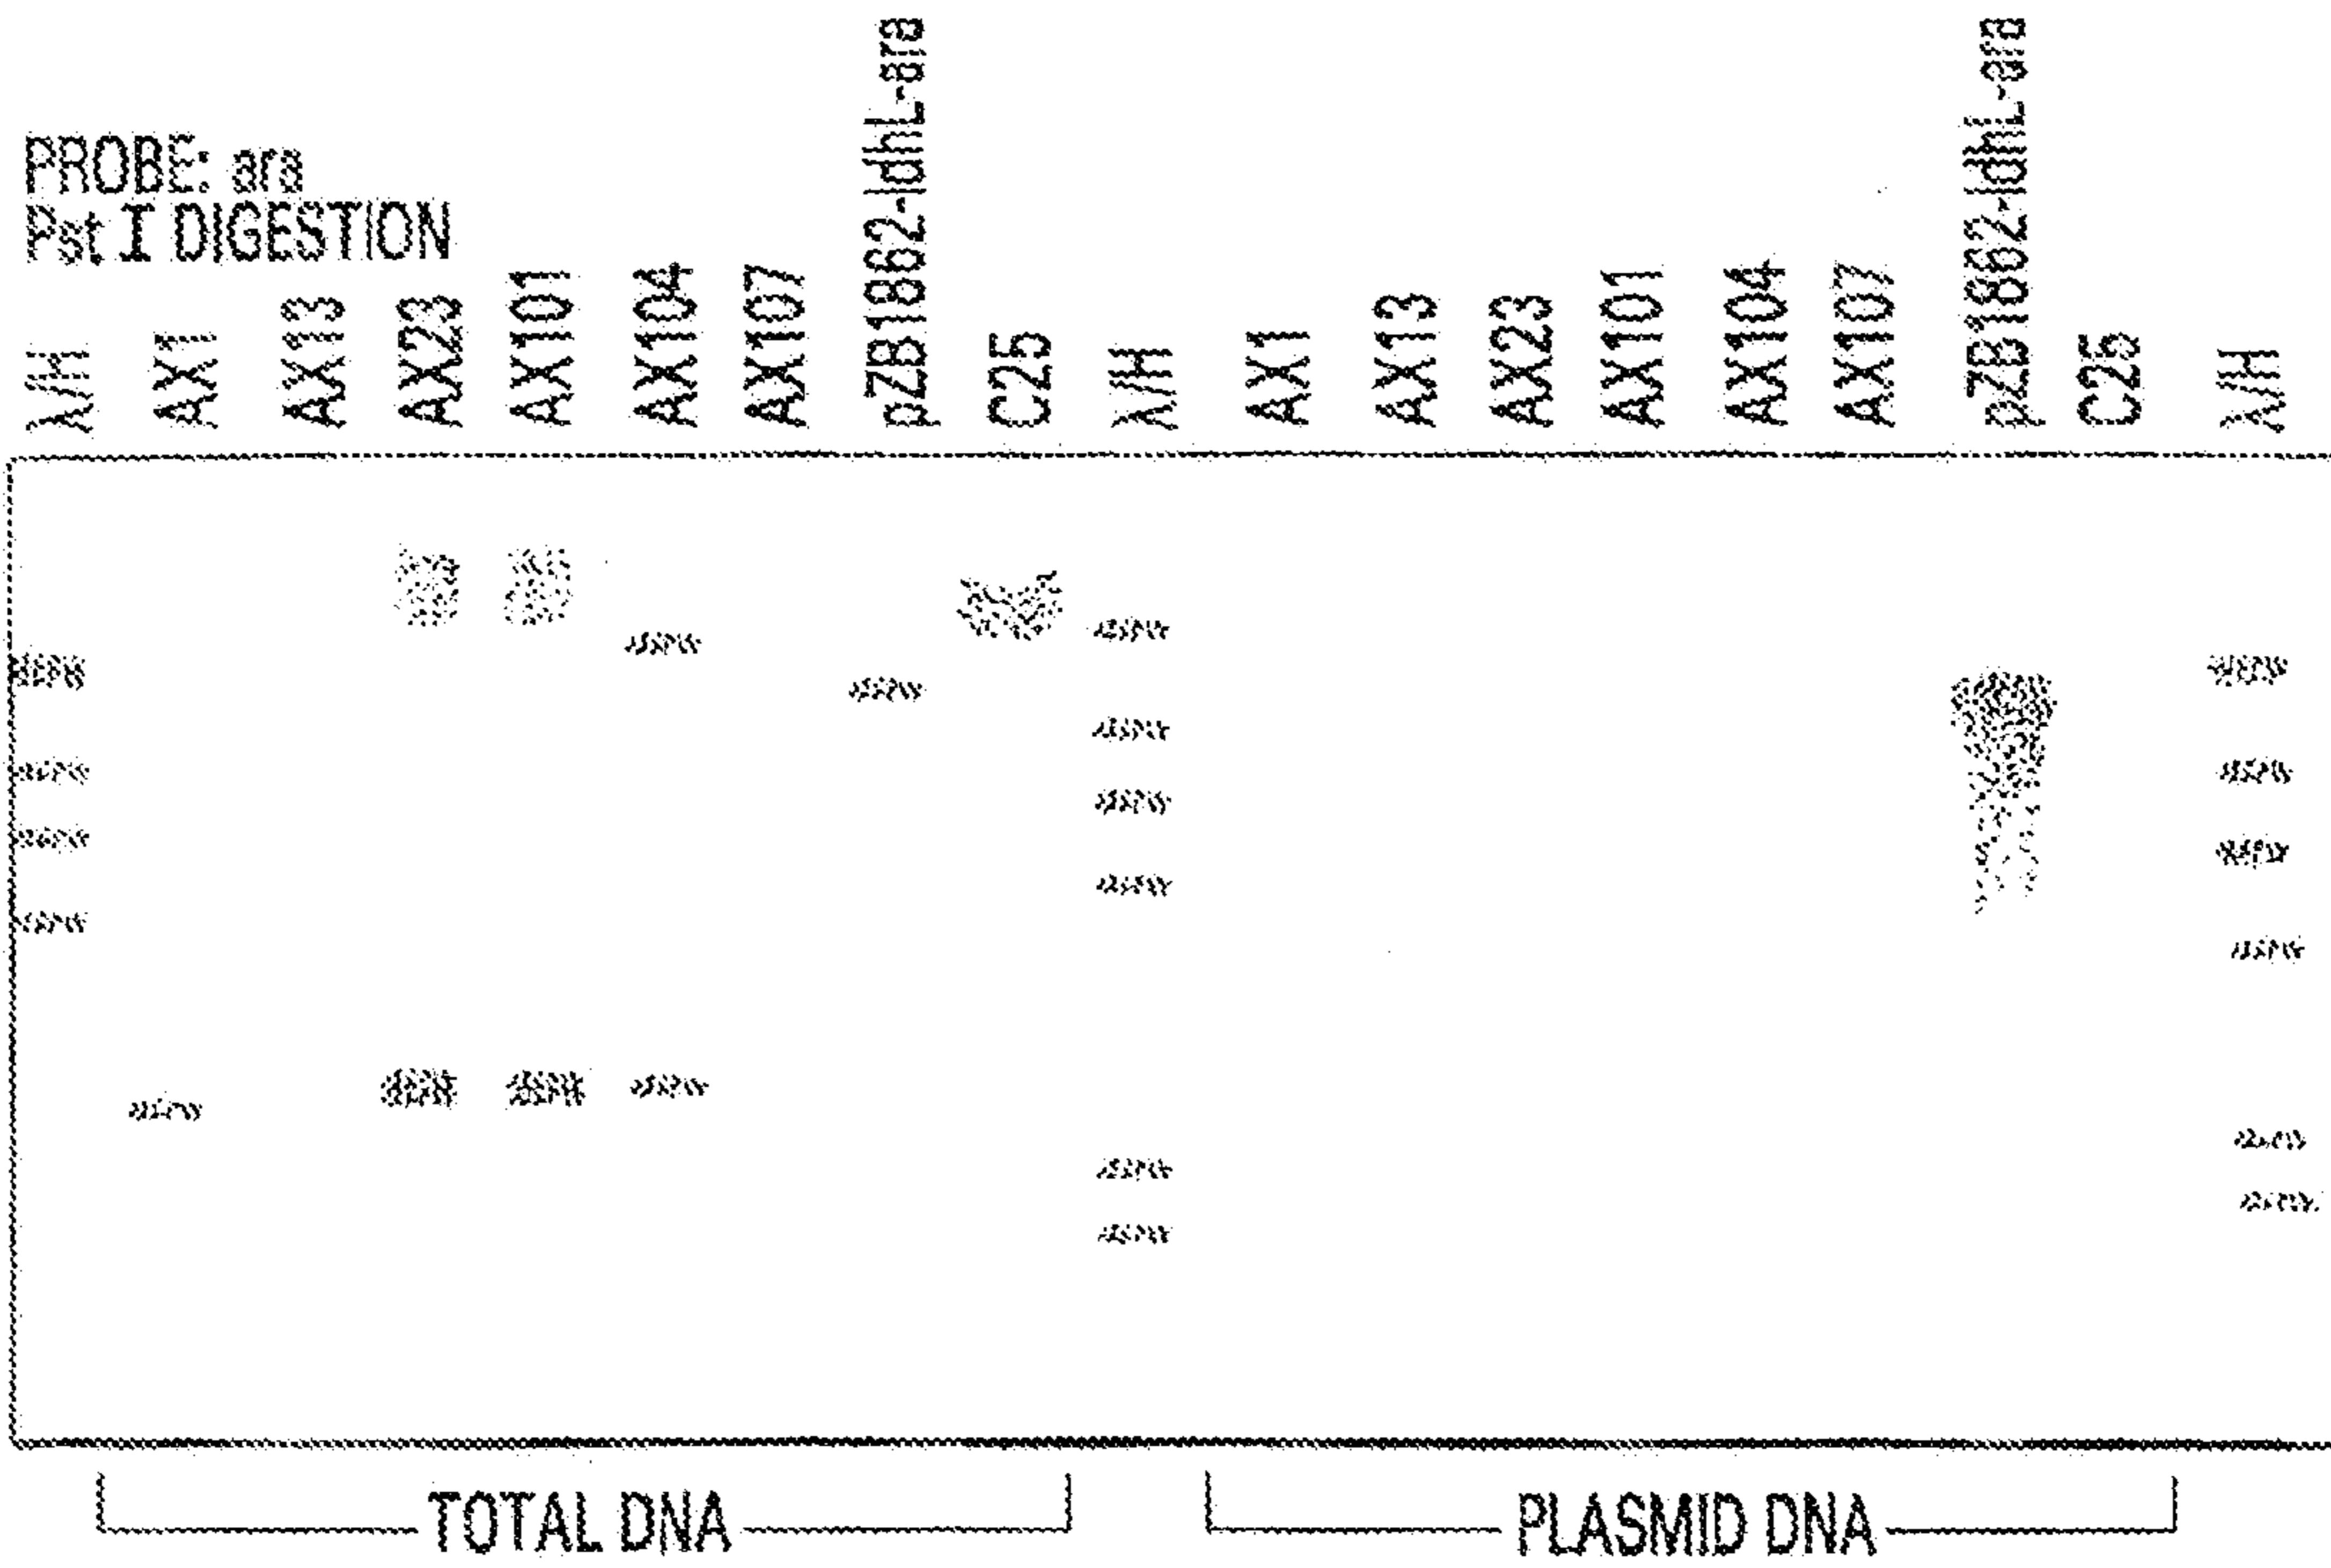 PROBE: ara
Pst I DIGESTION
λ/H
AX1
AX13
AX23
AX101
AX104
AX107
pZB1862-ldhL-ara
C25
λ/H
AX1
AX13
AX23
AX101
AX104
AX107
pZB1862-ldhL-ara
C25
λ/H
TOTAL DNA
PLASMID DNA